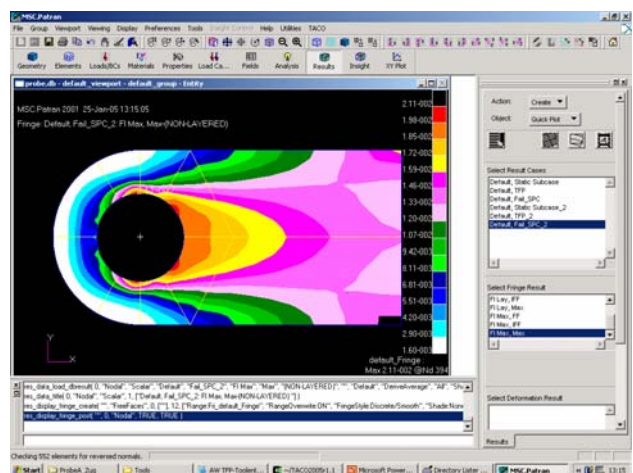 MSC.Patran
File Group Viewport Viewing Display Preferences Tools Insight Control Help Utilities TACO
Geometry Elements Loads/BCs Materials Properties Load Ca... Fields Analysis Results Insight XY Plot
probe.db - default_viewport - default_group - Entity
MSC.Patran 2001 25-Jan-05 13:15:05
Fringe: Default, Fail_SPC_2: FI Max, Max-(NON-LAYERED)
2.11-002
1.98-002
1.85-002
1.72-002
1.59-002
1.46-002
1.33-002
1.20-002
1.07-002
9.42-003
8.11-003
6.81-003
5.51-003
4.20-003
2.90-003
1.60-003
default_Fringe :
Max 2.11-002 @Nd 394
Y
X
Action: Create
Object: Quick Plot
Select Result Cases
Default, Static Subcase
Default, TFP
Default, Fail_SPC
Default, Static Subcase_2
Default, TFP_2
Default, Fail_SPC_2
Select Fringe Result
FI Lay, IFF
FI Lay, Max
FI Max, FF
FI Max, IFF
FI Max, Max
Select Deformation Result
Results
res_data_load_dbresult( 0, "Nodal", "Scalar", "Default", "Fail_SPC_2", "FI Max", "Max", "(NON-LAYERED)", "", "Default", "DeriveAverage", "All",
res_data_title( 0, "Nodal", "Scalar", 1, ["Default, Fail_SPC_2: FI Max, Max-(NON-LAYERED) "] )
res_display_fringe_create( "", "FreeFaces", 0, [""], 12, ["Range:Fri_default_Fringe", "RangeOverwrite:ON", "FringeStyle:Discrete/Smooth",
res_display_fringe_post( "", 0, "Nodal", TRUE, TRUE )
Checking 552 elements for reversed normals.
Start ProbeA_Zug Tools AW TFP-Toolent... ~/TACO2005r1.1 Microsoft Power... Directory Lister ... MSC.Patran 13:15